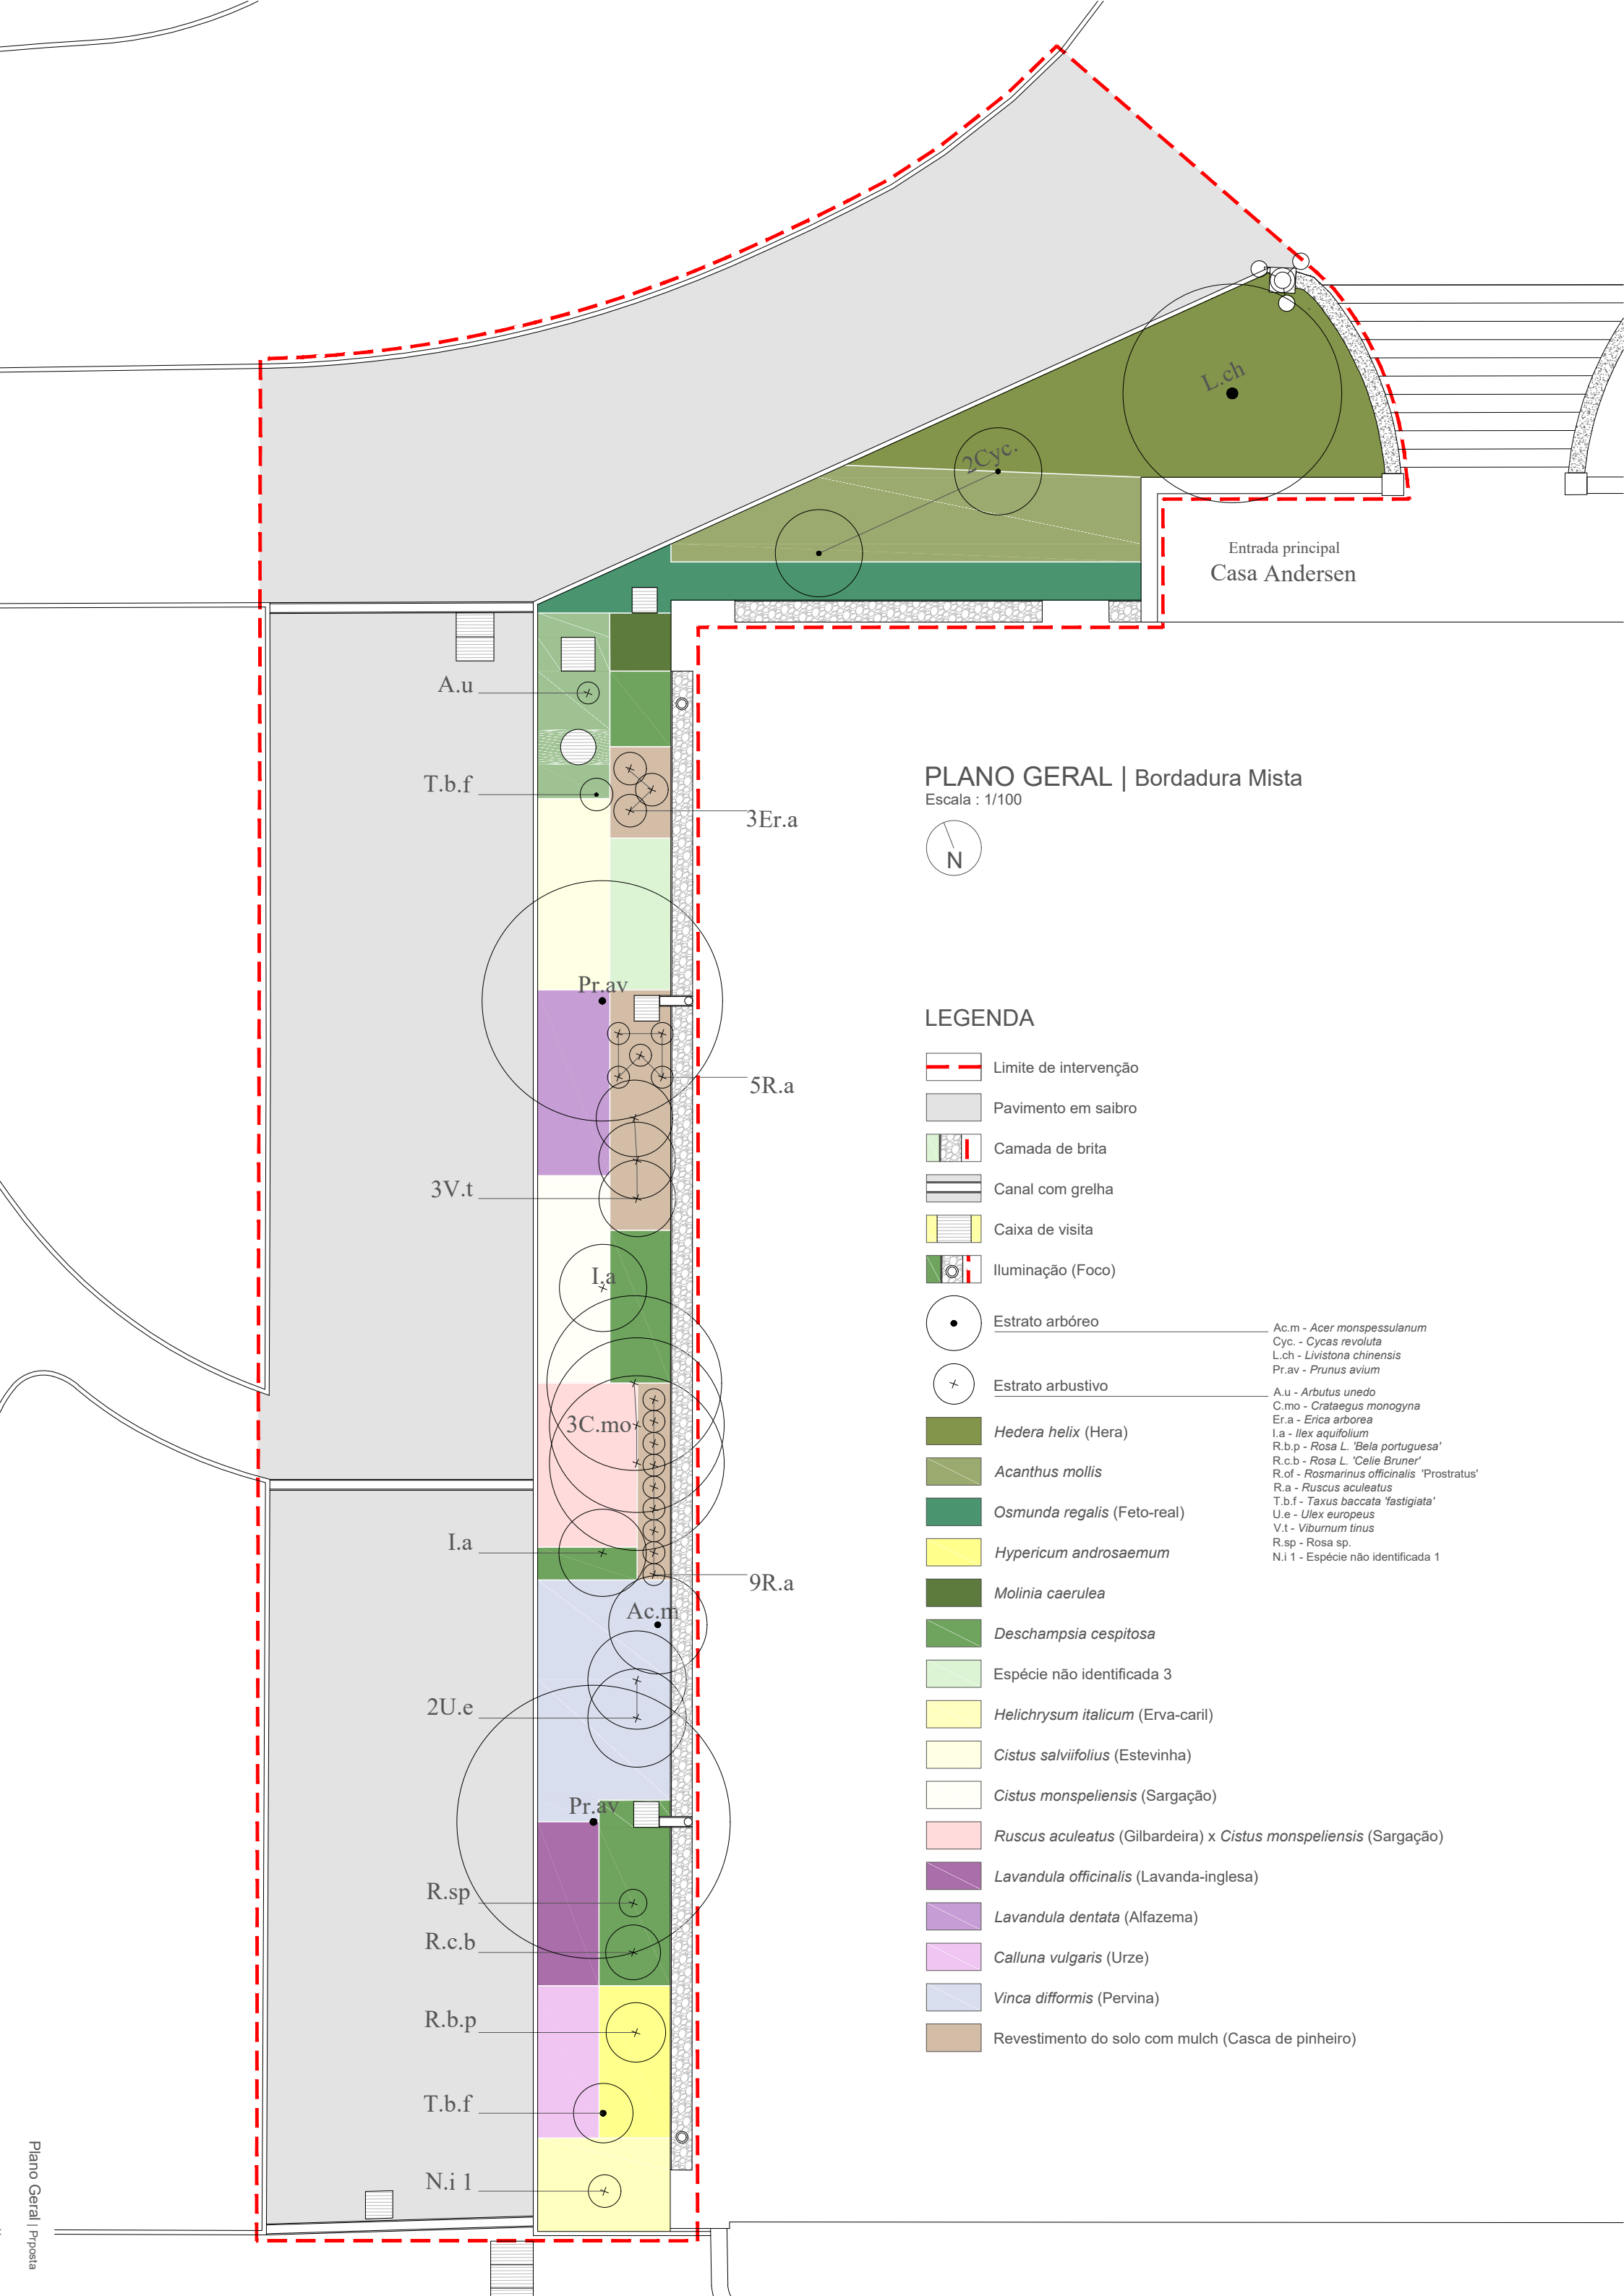 L.ch
2Cyc.
Entrada principal
Casa Andersen
A.u
T.b.f
3Er.a
PLANO GERAL | Bordadura Mista
Escala : 1/100
N
Pr.av
5R.a
3V.t
I.a
3C.mo
I.a
9R.a
Ac.m
2U.e
Pr.av
R.sp
R.c.b
R.b.p
T.b.f
N.i 1
LEGENDA
Limite de intervenção
Pavimento em saibro
Camada de brita
Canal com grelha
Caixa de visita
Iluminação (Foco)
Estrato arbóreo
Ac.m - Acer monspessulanum
Cyc. - Cycas revoluta
L.ch - Livistona chinensis
Pr.av - Prunus avium
Estrato arbustivo
A.u - Arbutus unedo
C.mo - Crataegus monogyna
Er.a - Erica arborea
I.a - Ilex aquifolium
R.b.p - Rosa L. 'Bela portuguesa'
R.c.b - Rosa L. 'Celie Bruner'
R.of - Rosmarinus officinalis 'Prostratus'
R.a - Ruscus aculeatus
T.b.f - Taxus baccata 'fastigiata'
U.e - Ulex europeus
V.t - Viburnum tinus
R.sp - Rosa sp.
N.i 1 - Espécie não identificada 1
Hedera helix (Hera)
Acanthus mollis
Osmunda regalis (Feto-real)
Hypericum androsaemum
Molinia caerulea
Deschampsia cespitosa
Espécie não identificada 3
Helichrysum italicum (Erva-caril)
Cistus salviifolius (Estevinha)
Cistus monspeliensis (Sargação)
Ruscus aculeatus (Gilbardeira) x Cistus monspeliensis (Sargação)
Lavandula officinalis (Lavanda-inglesa)
Lavandula dentata (Alfazema)
Calluna vulgaris (Urze)
Vinca difformis (Pervina)
Revestimento do solo com mulch (Casca de pinheiro)
Plano Geral | Prposta